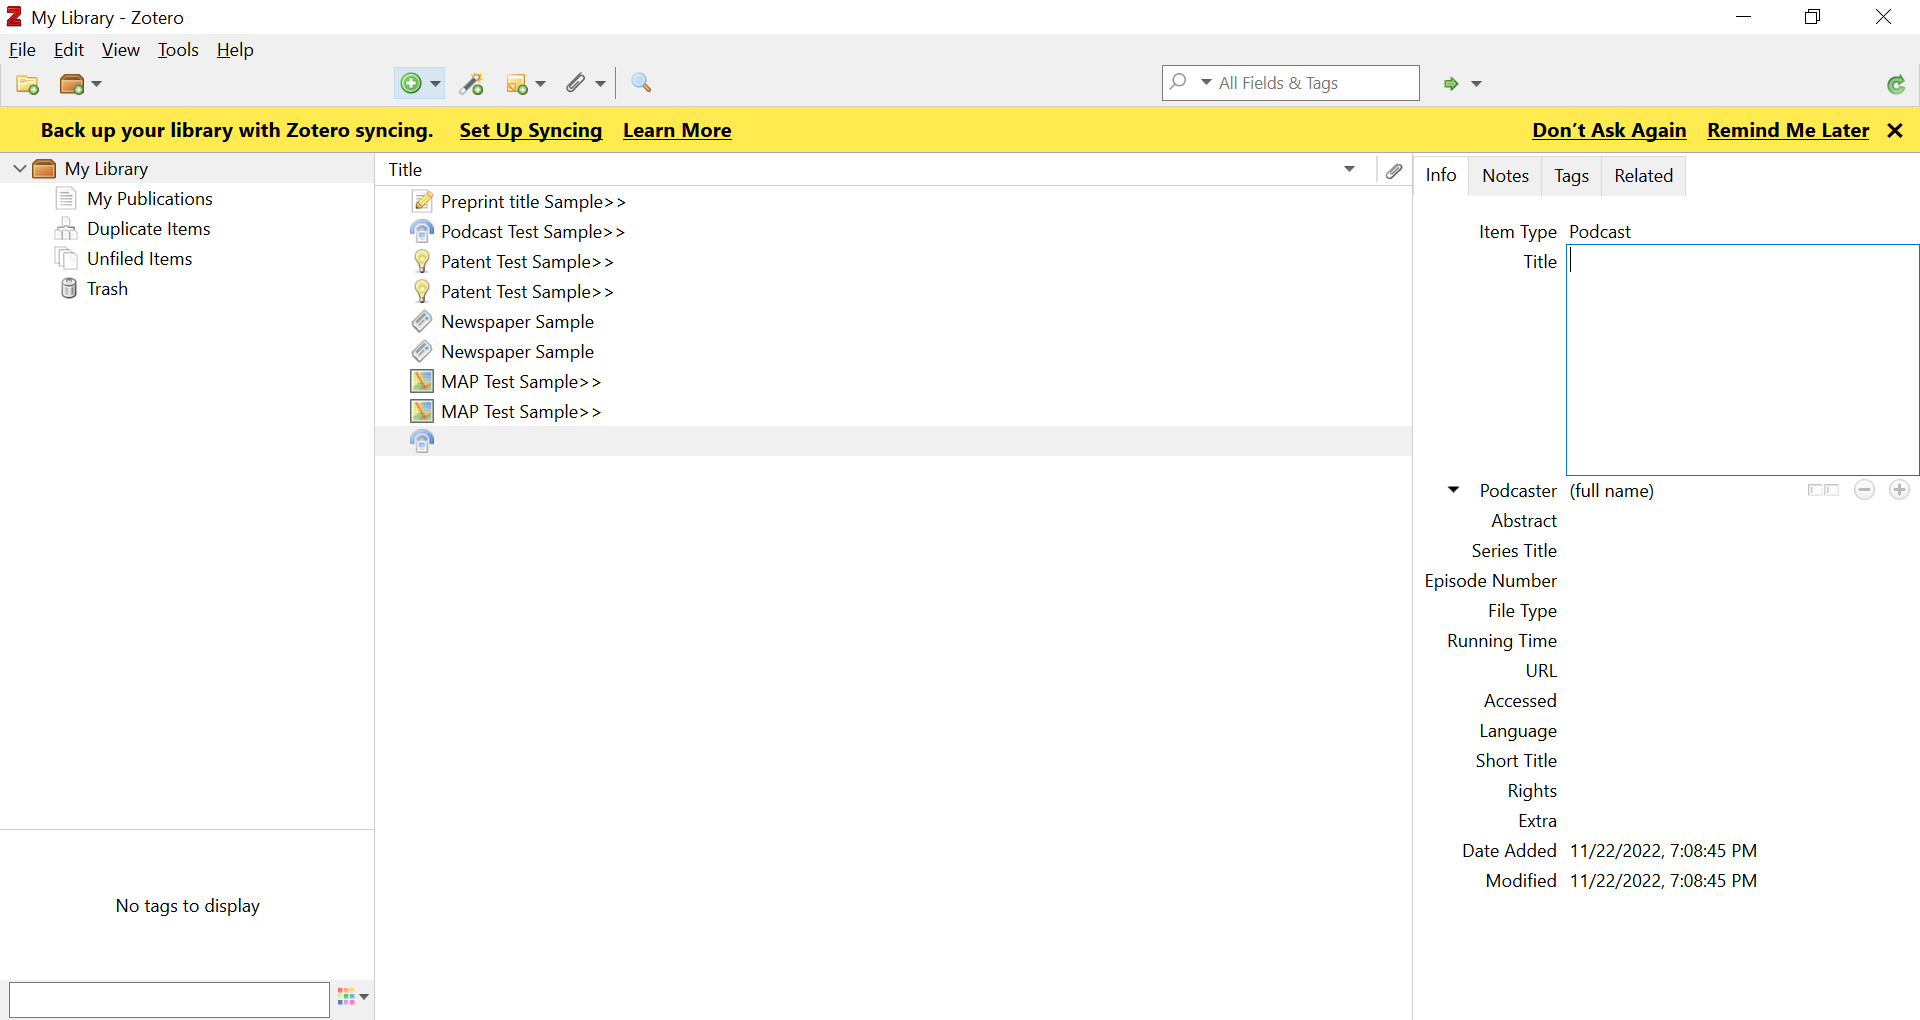 My Library - Zotero
File Edit View Tools Help
All Fields & Tags
Back up your library with Zotero syncing. Set Up Syncing Learn More Don't Ask Again Remind Me Later
My Library
My Publications
Duplicate Items
Unfiled Items
Trash
No tags to display
Title
Preprint title Sample>>
Podcast Test Sample>>
Patent Test Sample>>
Patent Test Sample>>
Newspaper Sample
Newspaper Sample
MAP Test Sample>>
MAP Test Sample>>
Info Notes Tags Related
Item Type Podcast
Title
Podcaster (full name)
Abstract
Series Title
Episode Number
File Type
Running Time
URL
Accessed
Language
Short Title
Rights
Extra
Date Added 11/22/2022, 7:08:45 PM
Modified 11/22/2022, 7:08:45 PM